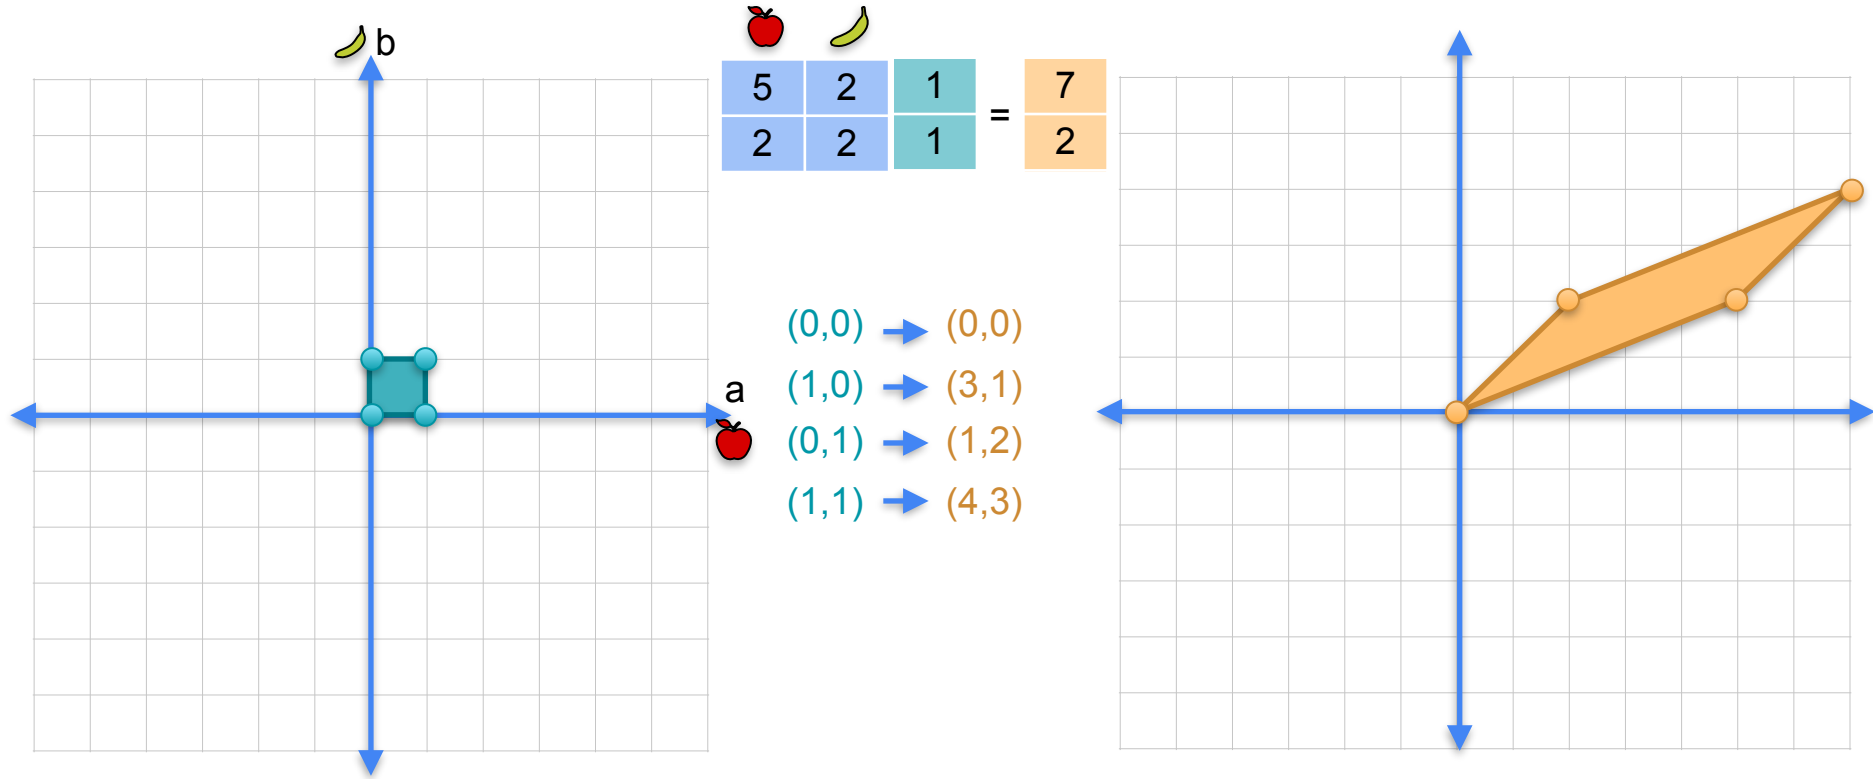 b
5 2 1 = 7
2 2 1 2
a
(0,0) (0,0)
(1,0) (3,1)
(0,1) (1,2)
(1,1) (4,3)